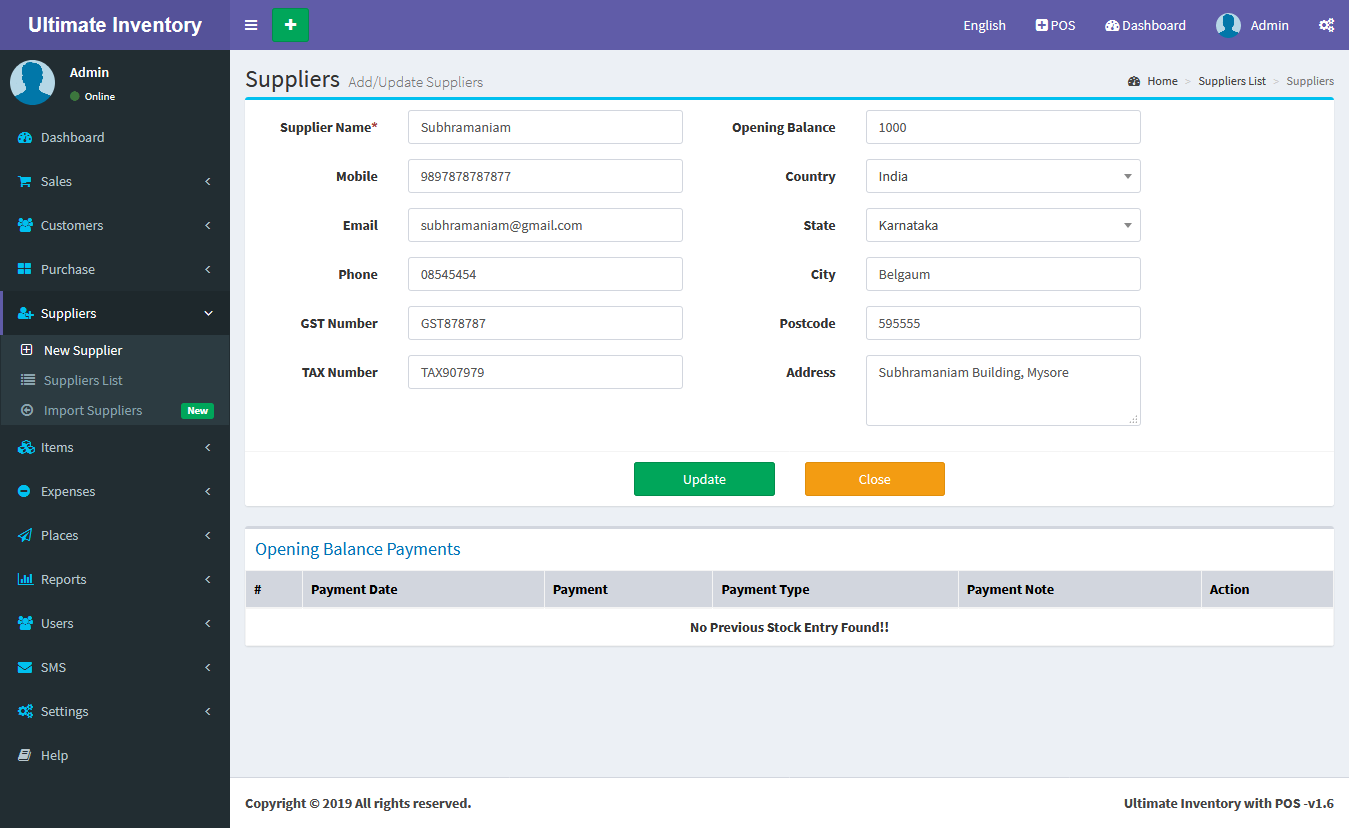 Ultimate Inventory
+
English
POS
Dashboard
Admin
Admin
Online
Dashboard
Sales
Customers
Purchase
Suppliers
New Supplier
Suppliers List
Import Suppliers New
Items
Expenses
Places
Reports
Users
SMS
Settings
Help
Suppliers Add/Update Suppliers
Home > Suppliers List > Suppliers
Supplier Name* Subhramaniam
Mobile 9897878787877
Email subhramaniam@gmail.com
Phone 08545454
GST Number GST878787
TAX Number TAX907979
Opening Balance 1000
Country India
State Karnataka
City Belgaum
Postcode 595555
Address Subhramaniam Building, Mysore
Update Close
Opening Balance Payments
# Payment Date Payment Payment Type Payment Note Action
No Previous Stock Entry Found!!
Copyright © 2019 All rights reserved.
Ultimate Inventory with POS -v1.6